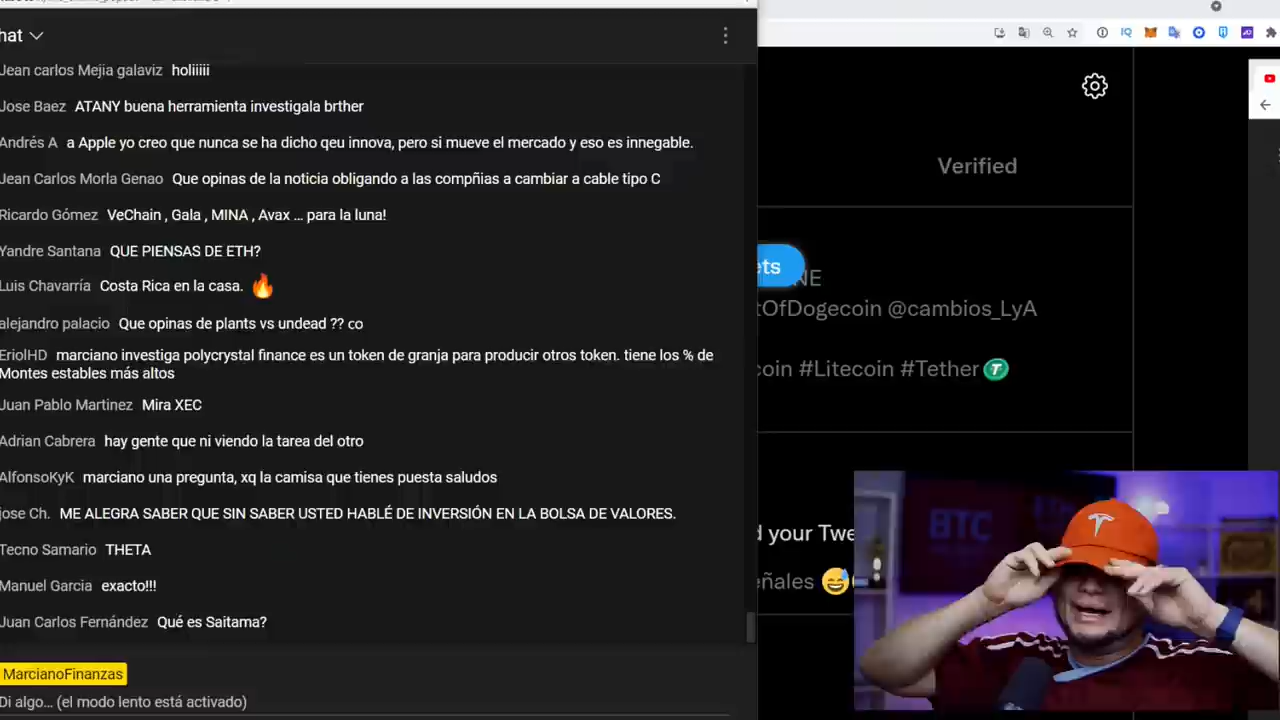 hat
Jean carlos Mejia galaviz holiiiii
Jose Baez ATANY buena herramienta investigala brther
Andrés A a Apple yo creo que nunca se ha dicho qeu innova, pero si mueve el mercado y eso es innegable.
Jean Carlos Morla Genao Que opinas de la noticia obligando a las compñias a cambiar a cable tipo C
Ricardo Gómez VeChain , Gala , MINA , Avax ... para la luna!
Yandre Santana QUE PIENSAS DE ETH?
Luis Chavarría Costa Rica en la casa. 🔥
alejandro palacio Que opinas de plants vs undead ?? co
EriolHD marciano investiga polycrystal finance es un token de granja para producir otros token. tiene los % de
Montes estables más altos
Juan Pablo Martinez Mira XEC
Adrian Cabrera hay gente que ni viendo la tarea del otro
AlfonsoKyK marciano una pregunta, xq la camisa que tienes puesta saludos
jose Ch. ME ALEGRA SABER QUE SIN SABER USTED HABLÉ DE INVERSIÓN EN LA BOLSA DE VALORES.
Tecno Samario THETA
Manuel Garcia exacto!!!
Juan Carlos Fernández Qué es Saitama?
MarcianoFinanzas
Di algo... (el modo lento está activado)
Verified
ets
NE
tOfDogecoin @cambios_LyA
coin #Litecoin #Tether
d your Twe
eñales 😅
BTC